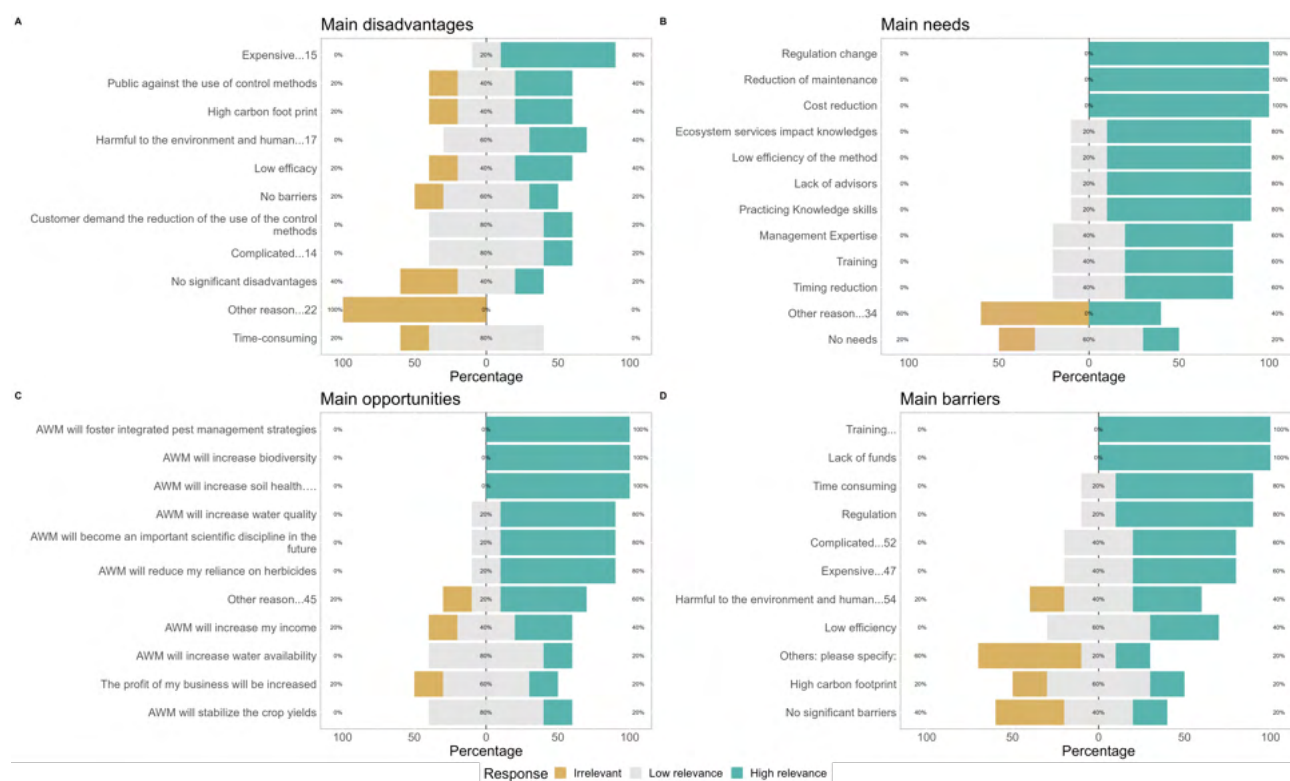 A
Main disadvantages
Expensive...15
0%
20%
80%
Public against the use of control methods
20%
40%
40%
High carbon foot print
20%
40%
40%
Harmful to the environment and human...17
0%
60%
40%
Low efficacy
20%
40%
40%
No barriers
20%
60%
20%
Customer demand the reduction of the use of the control
methods
0%
80%
20%
Complicated...14
0%
80%
20%
No significant disadvantages
40%
40%
20%
Other reason...22
100%
0%
0%
Time-consuming
20%
80%
0%
100 50 0 50 100
Percentage
B
Main needs
Regulation change
0%
0%
100%
Reduction of maintenance
0%
0%
100%
Cost reduction
0%
0%
100%
Ecosystem services impact knowledges
0%
20%
80%
Low efficiency of the method
0%
20%
80%
Lack of advisors
0%
20%
80%
Practicing Knowledge skills
0%
20%
80%
Management Expertise
0%
40%
60%
Training
0%
40%
60%
Timing reduction
0%
40%
60%
Other reason...34
60%
0%
40%
No needs
20%
60%
20%
100 50 0 50 100
Percentage
C
Main opportunities
AWM will foster integrated pest management strategies
0%
0%
100%
AWM will increase biodiversity
0%
0%
100%
AWM will increase soil health....
0%
0%
100%
AWM will increase water quality
0%
20%
80%
AWM will become an important scientific discipline in the
future
0%
20%
80%
AWM will reduce my reliance on herbicides
0%
20%
80%
Other reason...45
20%
20%
60%
AWM will increase my income
20%
40%
40%
AWM will increase water availability
0%
80%
20%
The profit of my business will be increased
20%
60%
20%
AWM will stabilize the crop yields
0%
80%
20%
100 50 0 50 100
Percentage
D
Main barriers
Training...
0%
0%
100%
Lack of funds
0%
0%
100%
Time consuming
0%
20%
80%
Regulation
0%
20%
80%
Complicated...52
0%
40%
60%
Expensive...47
0%
40%
60%
Harmful to the environment and human...54
20%
40%
40%
Low efficiency
0%
60%
40%
Others: please specify:
60%
20%
20%
High carbon footprint
20%
60%
20%
No significant barriers
40%
40%
20%
100 50 0 50 100
Percentage
Response Irrelevant Low relevance High relevance